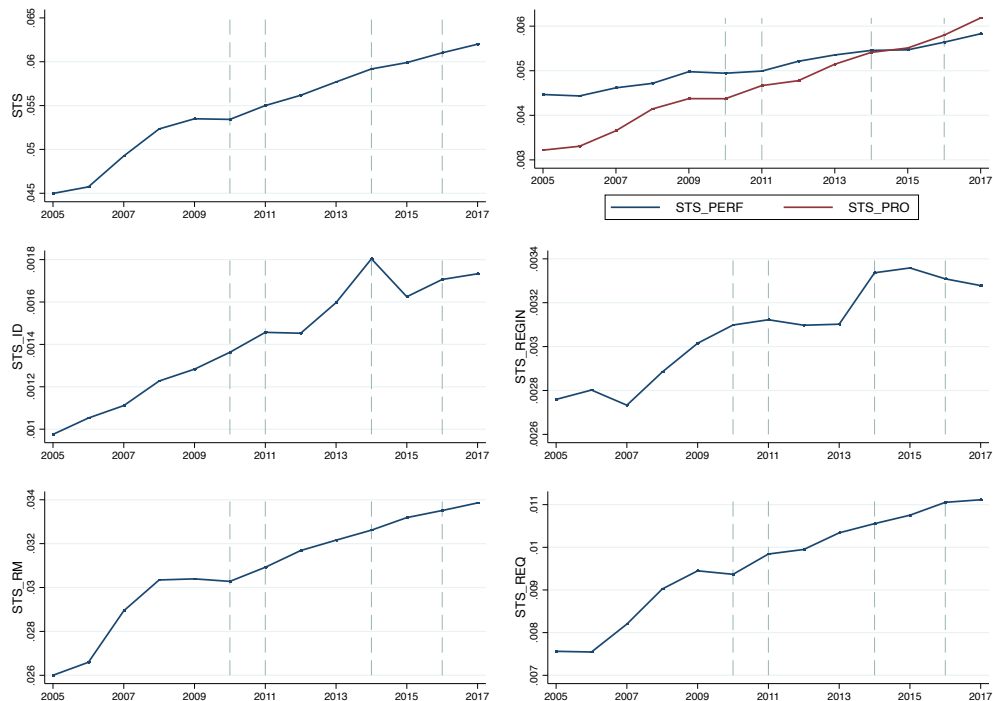 STS
.045 .05 .055 .06 .065
2005 2007 2009 2011 2013 2015 2017
.003 .004 .005 .006
2005 2007 2009 2011 2013 2015 2017
STS_PERF STS_PRO
STS_ID
.001 .0012 .0014 .0016 .0018
2005 2007 2009 2011 2013 2015 2017
STS_REGIN
.0026 .0028 .003 .0032 .0034
2005 2007 2009 2011 2013 2015 2017
STS_RM
.026 .028 .03 .032 .034
2005 2007 2009 2011 2013 2015 2017
STS_REQ
.007 .008 .009 .01 .011
2005 2007 2009 2011 2013 2015 2017